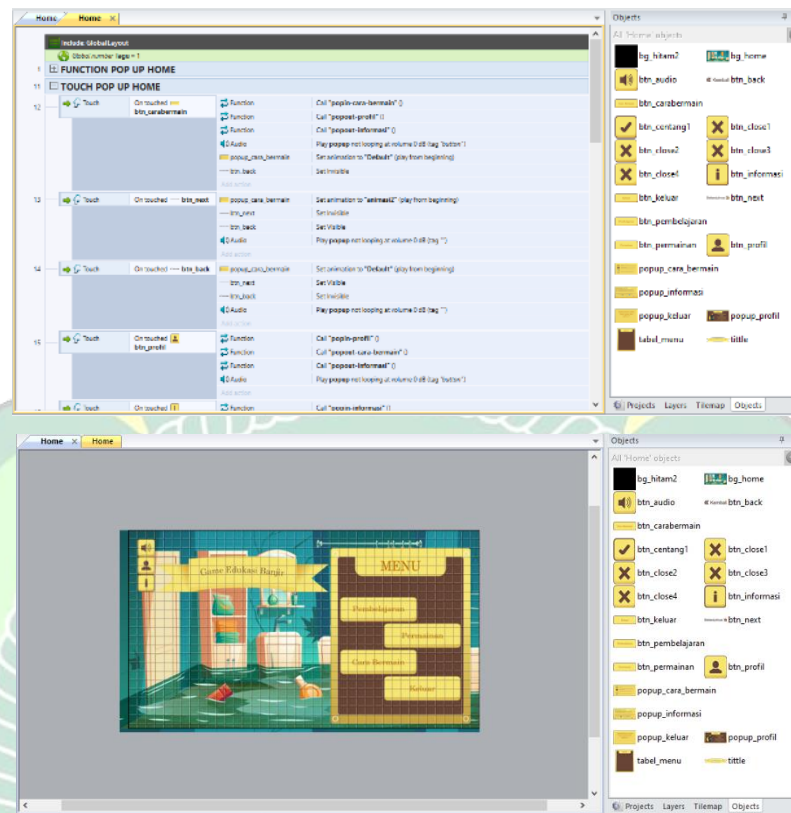 Home Home ×
Include: GlobalLayout
Global number Page = 1
1 FUNCTION POP UP HOME
11 TOUCH POP UP HOME
12 Touch On touched btn_carabermain
Function Call "popin-cara-bermain" ()
Function Call "popout-profil" ()
Function Call "popout-informasi" ()
Audio Play popup not looping at volume 0 dB (tag "button")
popup_cara_bermain Set animation to "Default" (play from beginning)
btn_back Set Invisible
Add action
13 Touch On touched btn_next
popup_cara_bermain Set animation to "animasi2" (play from beginning)
btn_next Set Invisible
btn_back Set Visible
Audio Play popup not looping at volume 0 dB (tag "")
Add action
14 Touch On touched btn_back
popup_cara_bermain Set animation to "Default" (play from beginning)
btn_next Set Visible
btn_back Set Invisible
Audio Play popup not looping at volume 0 dB (tag "")
Add action
15 Touch On touched btn_profil
Function Call "popin-profil" ()
Function Call "popout-cara-bermain" ()
Function Call "popout-informasi" ()
Audio Play popup not looping at volume 0 dB (tag "button")
Add action
Touch On touched
Function Call "popin-informasi" ()
Objects
All 'Home' objects
bg_hitam2 bg_home
btn_audio btn_back
btn_carabermain
btn_centang1 btn_close1
btn_close2 btn_close3
btn_close4 btn_informasi
btn_keluar btn_next
btn_pembelajaran
btn_permainan btn_profil
popup_cara_bermain
popup_informasi
popup_keluar popup_profil
tabel_menu tittle
Projects Layers Tilemap Objects
Home × Home
Game Edukasi Banjir
MENU
Pembelajaran
Permainan
Cara Bermain
Keluar
Objects
All 'Home' objects
bg_hitam2 bg_home
btn_audio btn_back
btn_carabermain
btn_centang1 btn_close1
btn_close2 btn_close3
btn_close4 btn_informasi
btn_keluar btn_next
btn_pembelajaran
btn_permainan btn_profil
popup_cara_bermain
popup_informasi
popup_keluar popup_profil
tabel_menu tittle
Projects Layers Tilemap Objects